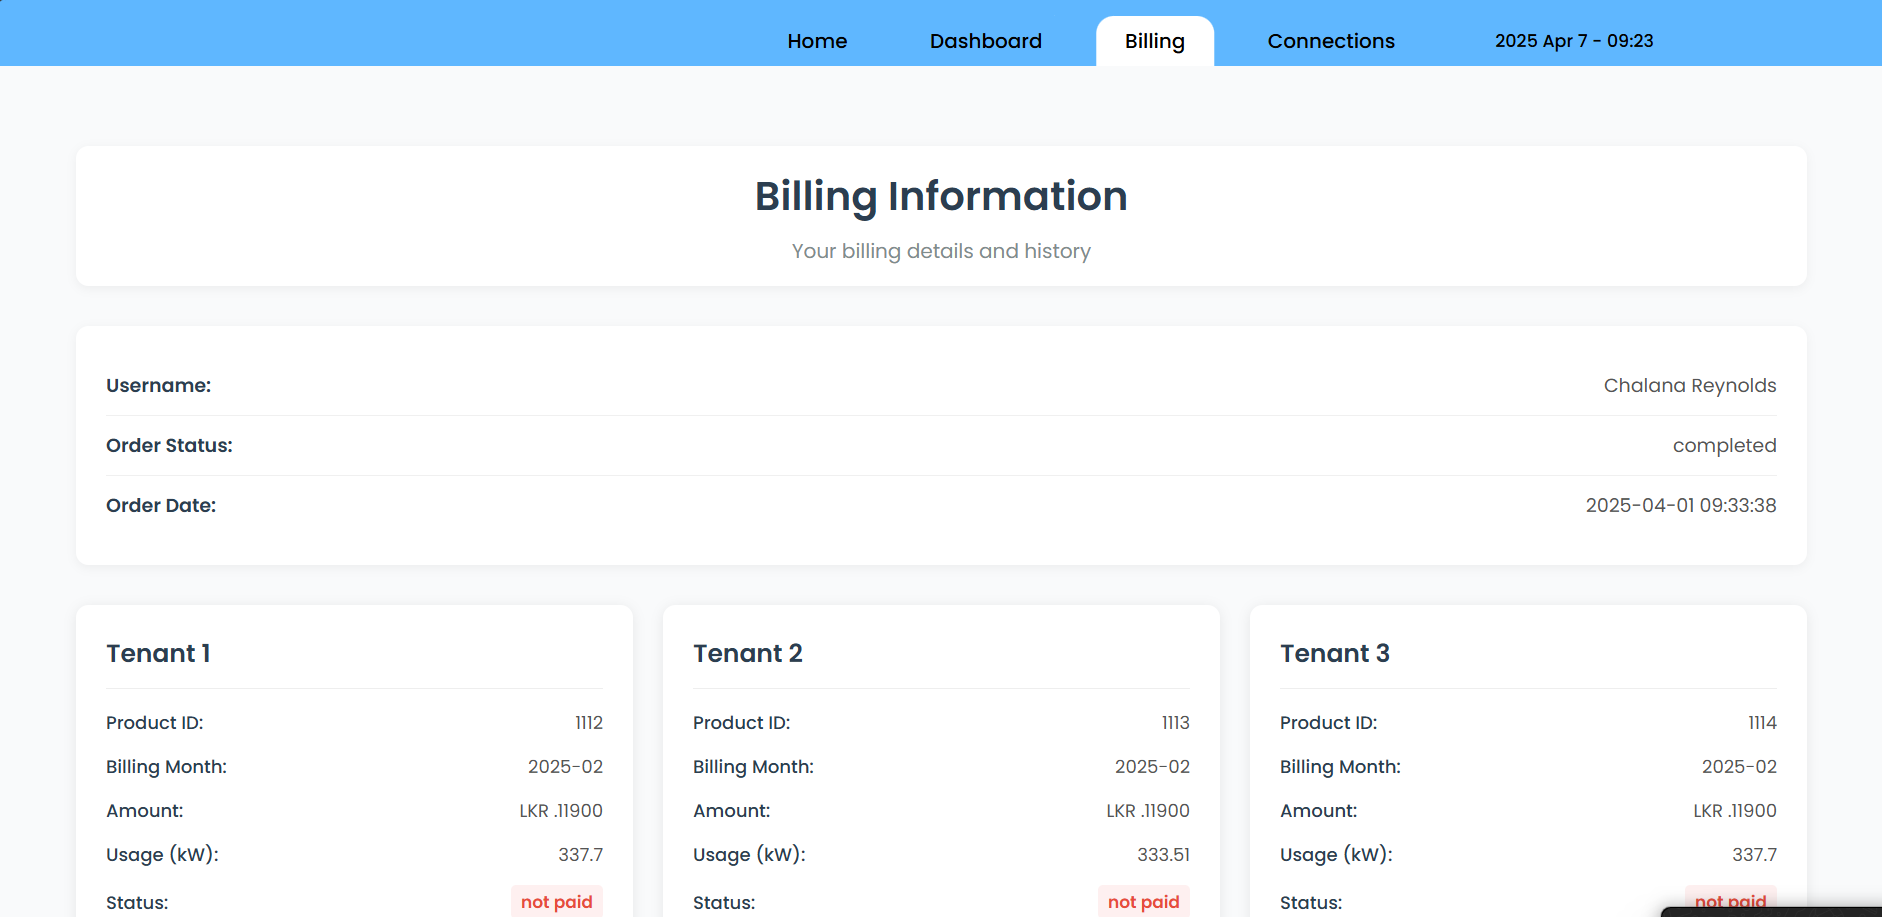 Home Dashboard Billing Connections 2025 Apr 7 - 09:23
Billing Information
Your billing details and history
Username: Chalana Reynolds
Order Status: completed
Order Date: 2025-04-01 09:33:38
Tenant 1
Product ID: 1112
Billing Month: 2025-02
Amount: LKR .11900
Usage (kW): 337.7
Status: not paid
Tenant 2
Product ID: 1113
Billing Month: 2025-02
Amount: LKR .11900
Usage (kW): 333.51
Status: not paid
Tenant 3
Product ID: 1114
Billing Month: 2025-02
Amount: LKR .11900
Usage (kW): 337.7
Status: not paid